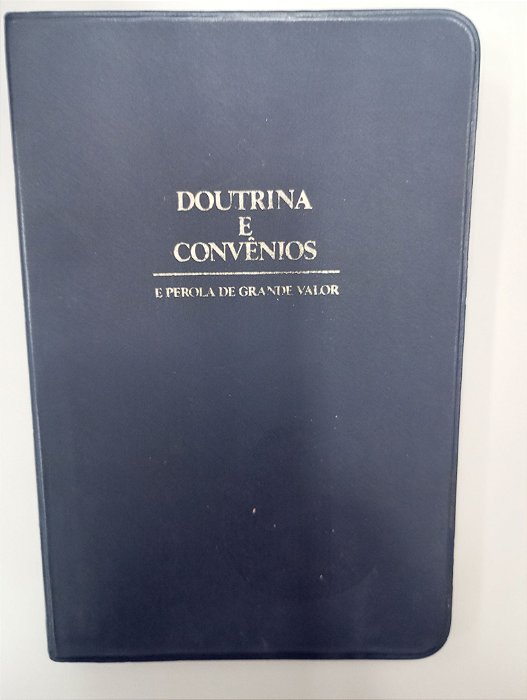 DOUTRINA
E
CONVÊNIOS
E PEROLA DE GRANDE VALOR